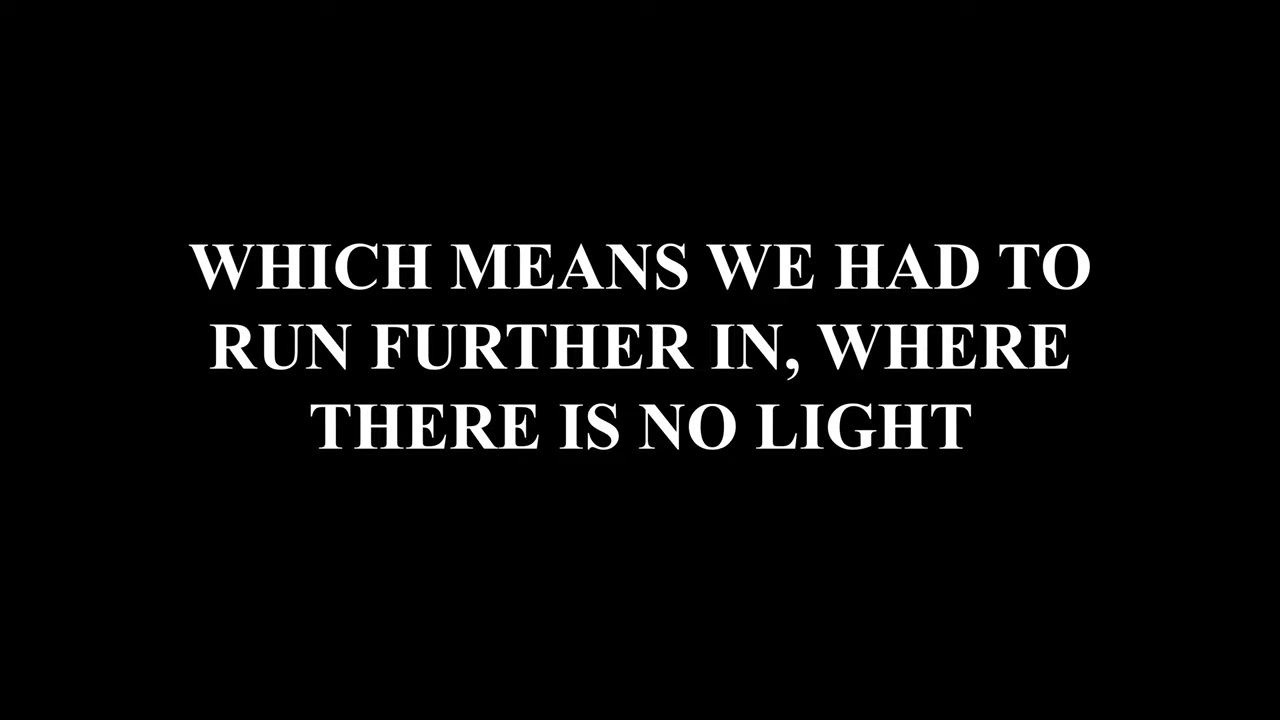 WHICH MEANS WE HAD TO
RUN FURTHER IN, WHERE
THERE IS NO LIGHT